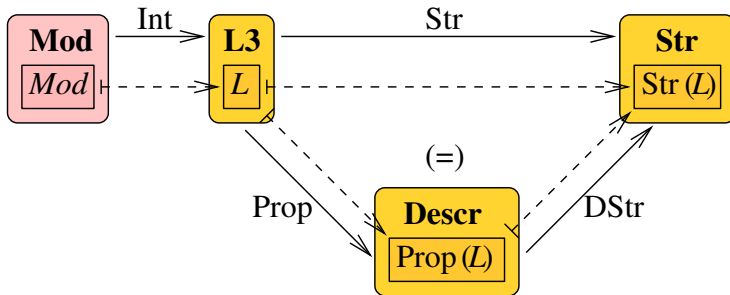 Int
Str
Mod
L3
Str
Mod
L
Str(L)
(=)
Prop
Descr
DStr
Prop(L)